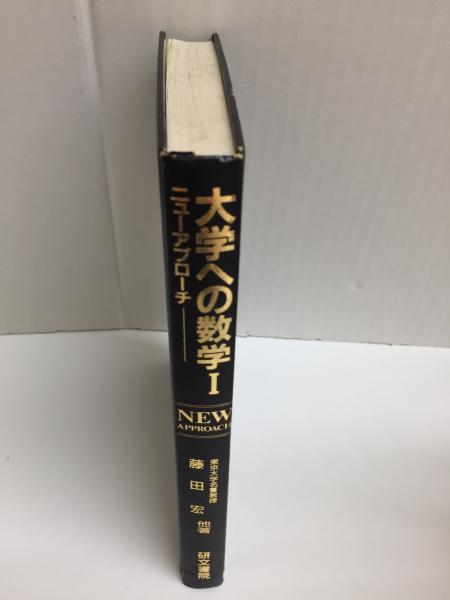 大学への数学 I
ニューアプローチ
NEW
APPROACH
東京大学名誉教授
藤田 宏 他著
研文書院